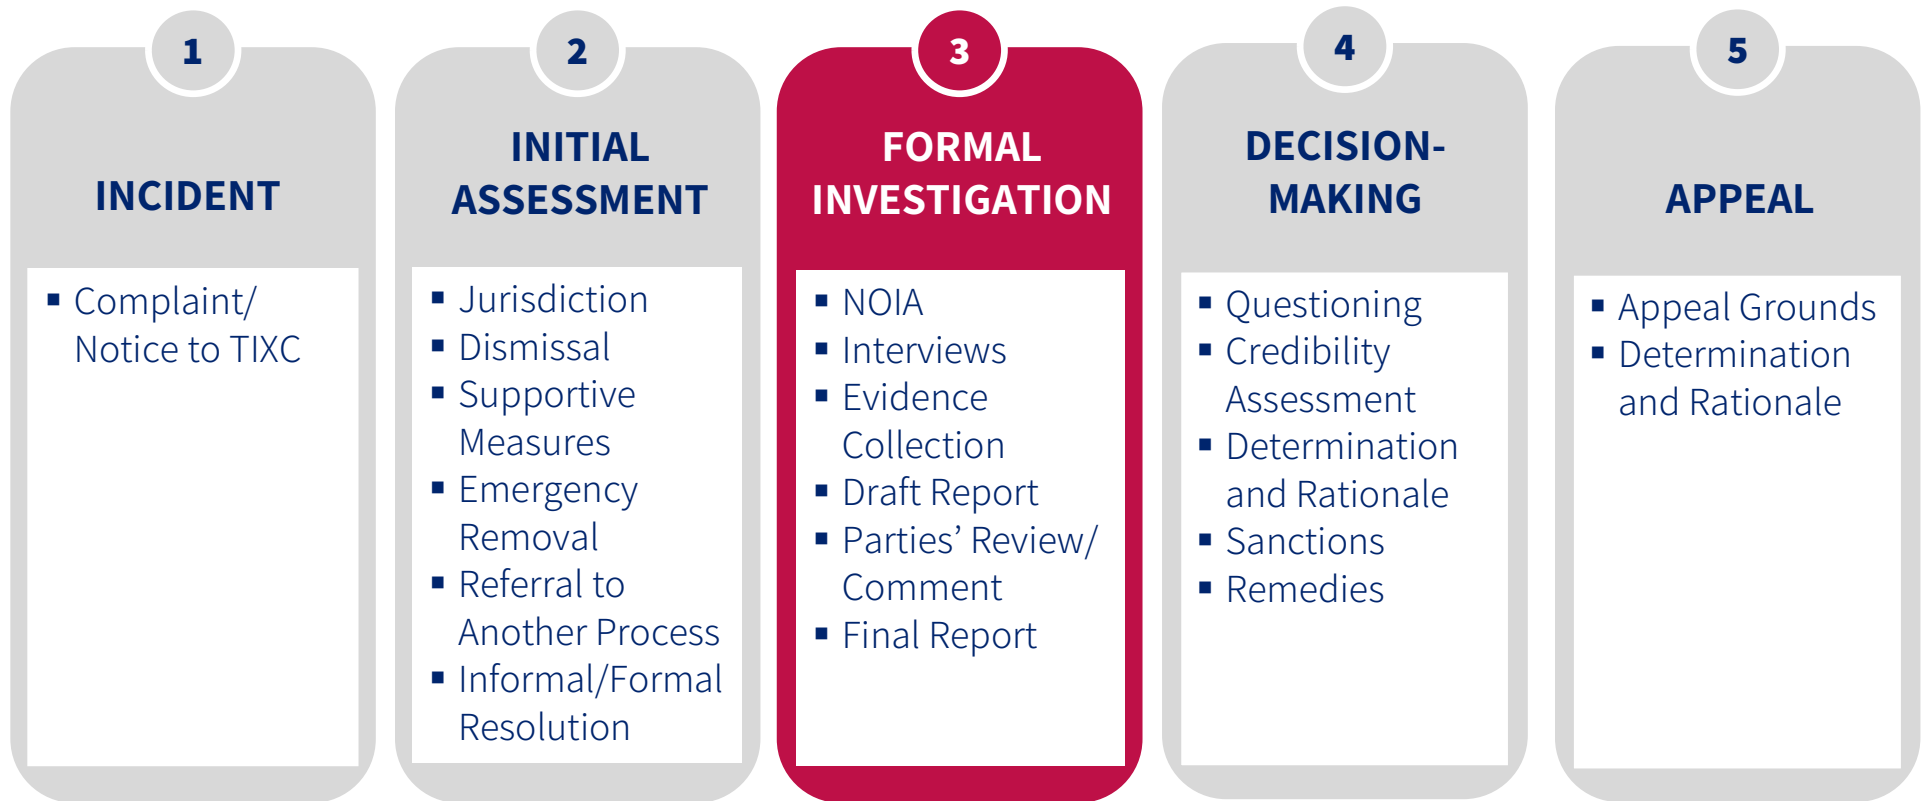 1
INCIDENT
▪ Complaint/
Notice to TIXC
2
INITIAL
ASSESSMENT
▪ Jurisdiction
▪ Dismissal
▪ Supportive
Measures
▪ Emergency
Removal
▪ Referral to
Another Process
▪ Informal/Formal
Resolution
3
FORMAL
INVESTIGATION
▪ NOIA
▪ Interviews
▪ Evidence
Collection
▪ Draft Report
▪ Parties’ Review/
Comment
▪ Final Report
4
DECISION-
MAKING
▪ Questioning
▪ Credibility
Assessment
▪ Determination
and Rationale
▪ Sanctions
▪ Remedies
5
APPEAL
▪ Appeal Grounds
▪ Determination
and Rationale